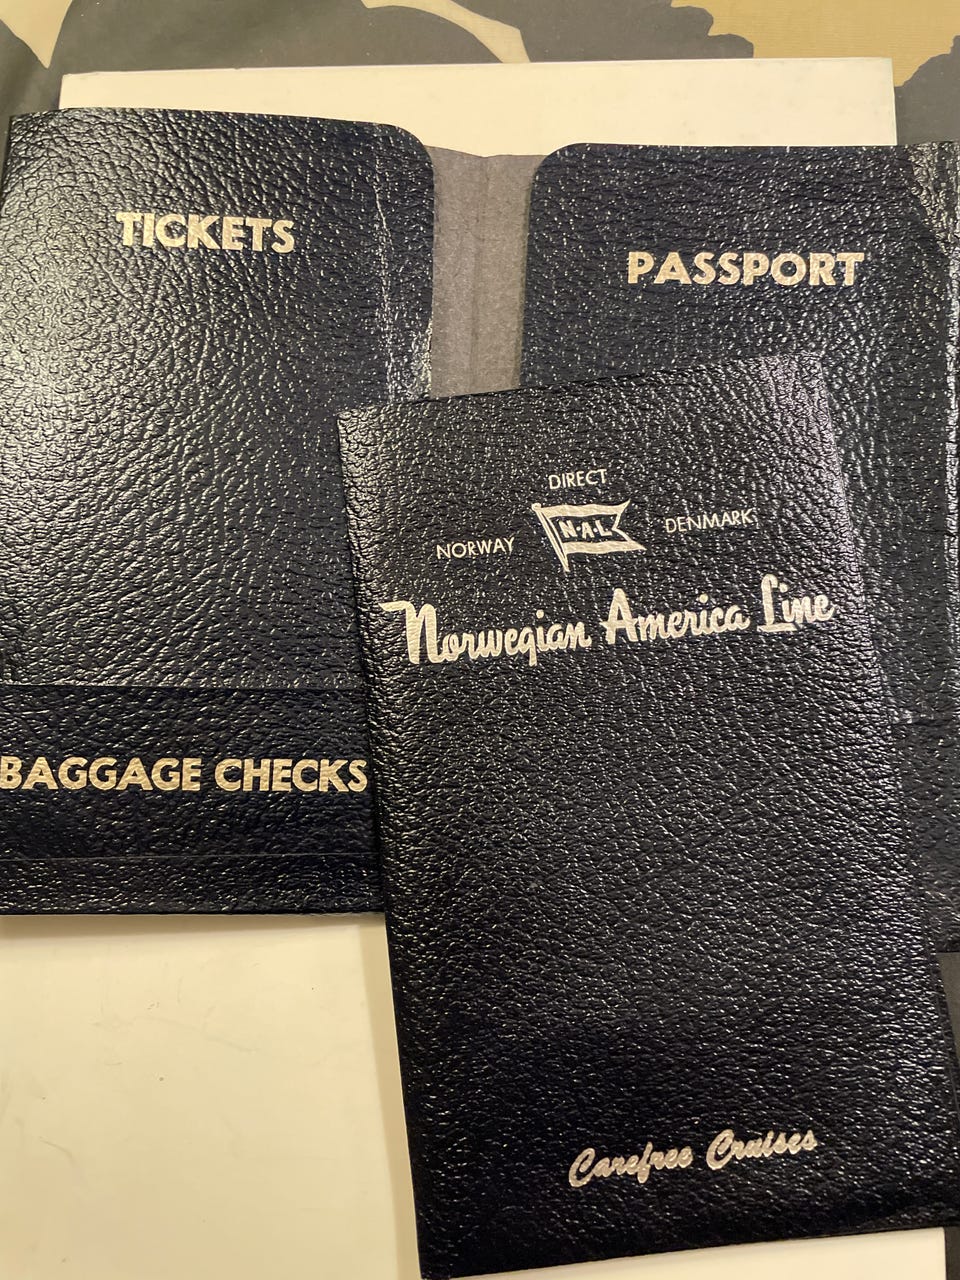 TICKETS
PASSPORT
BAGGAGE CHECKS
DIRECT
NORWAY
N·A·L
DENMARK
Norwegian America Line
Carefree Cruises